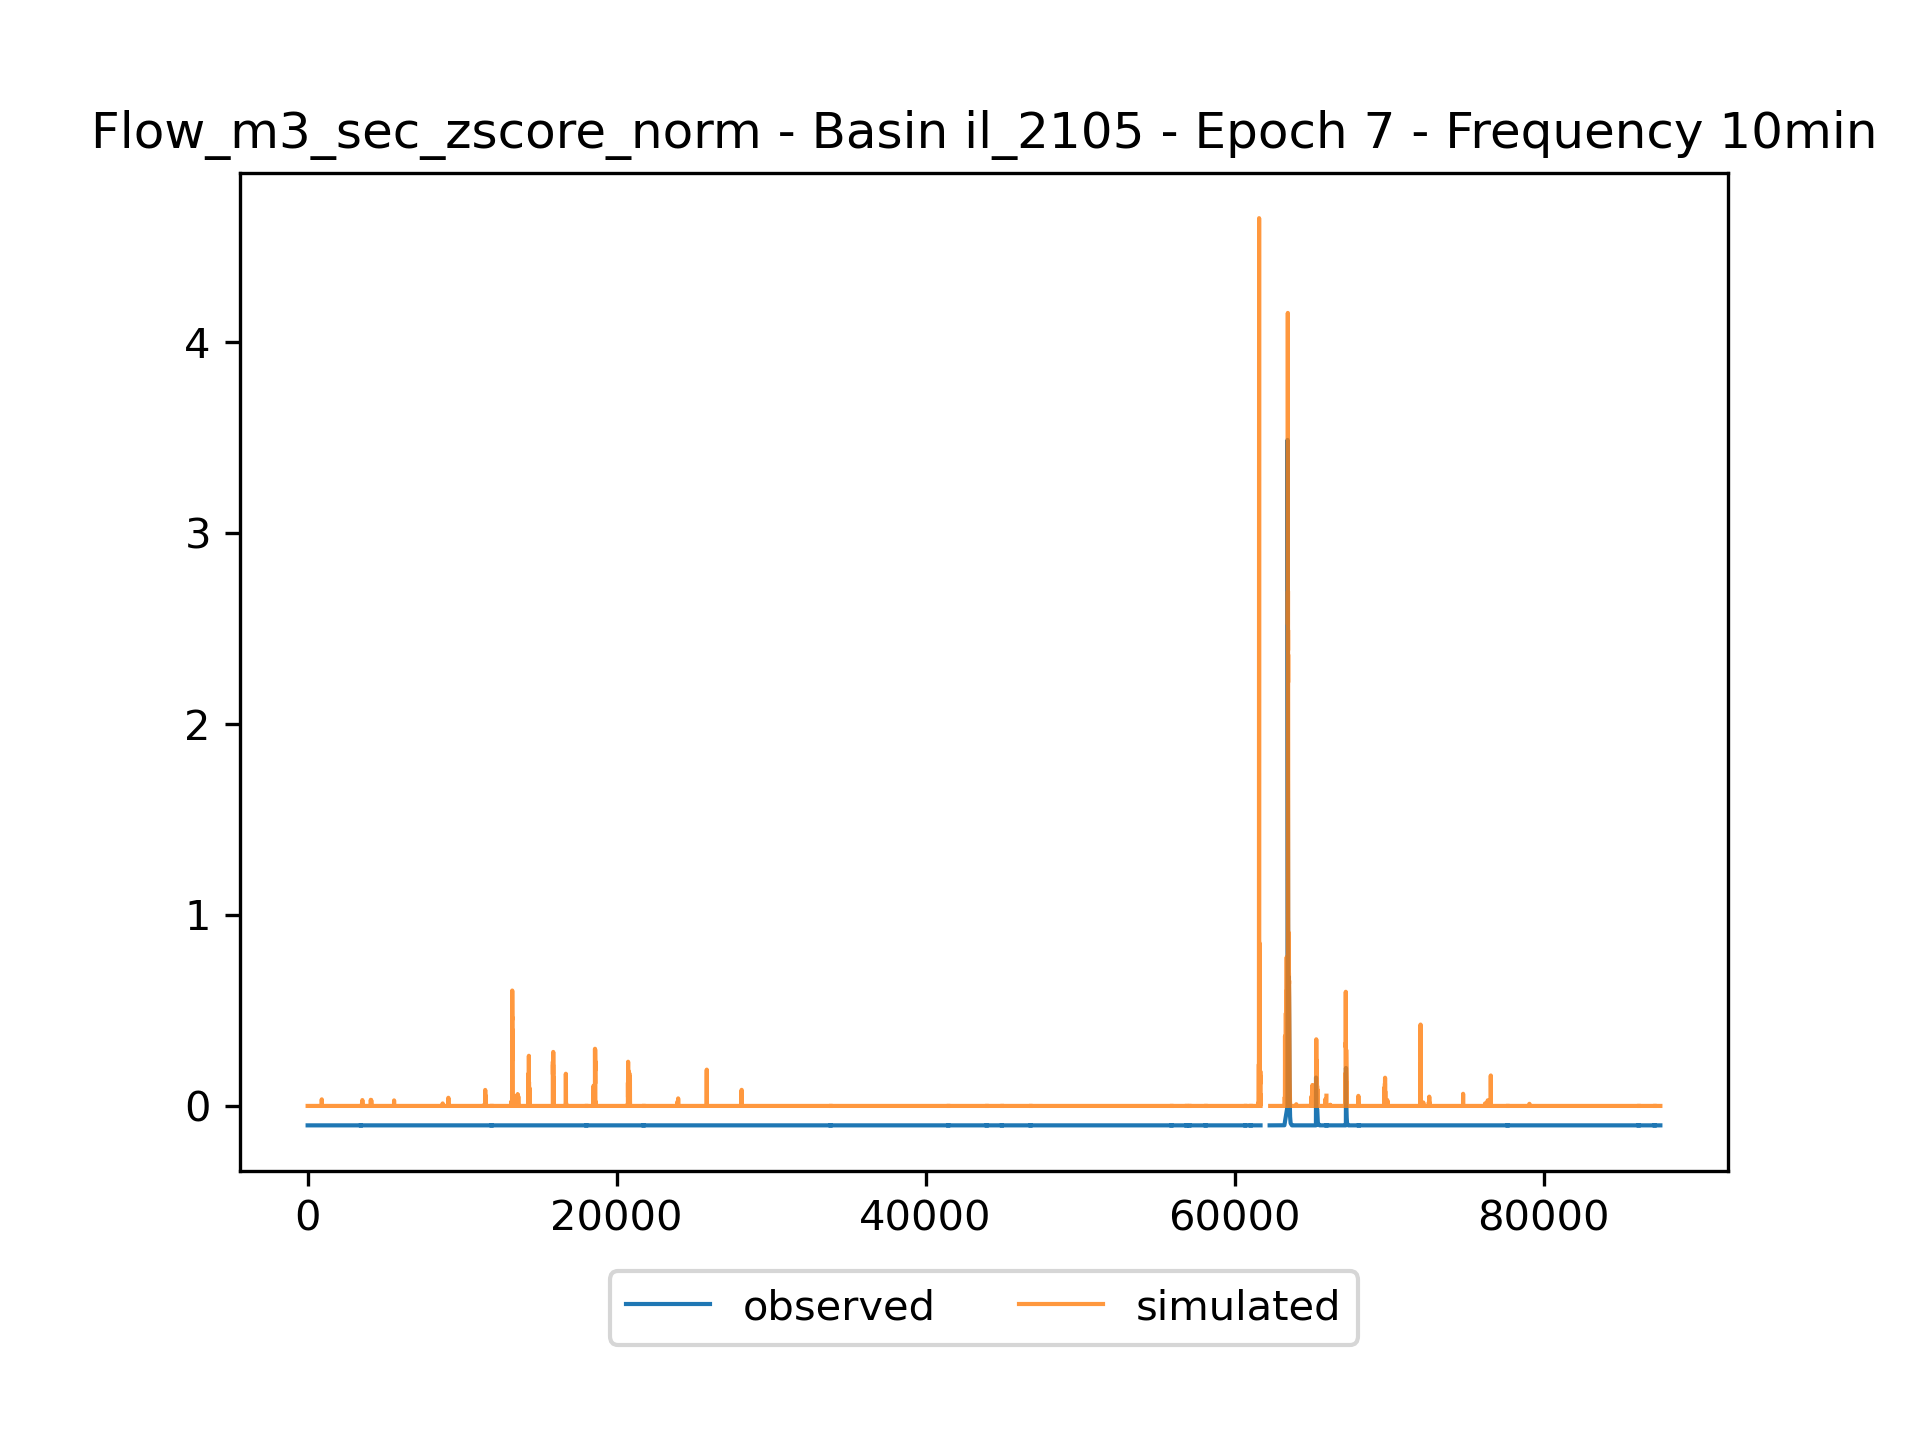 Flow_m3_sec_zscore_norm - Basin il_2105 - Epoch 7 - Frequency 10min
4
3
2
1
0
0 20000 40000 60000 80000
observed simulated